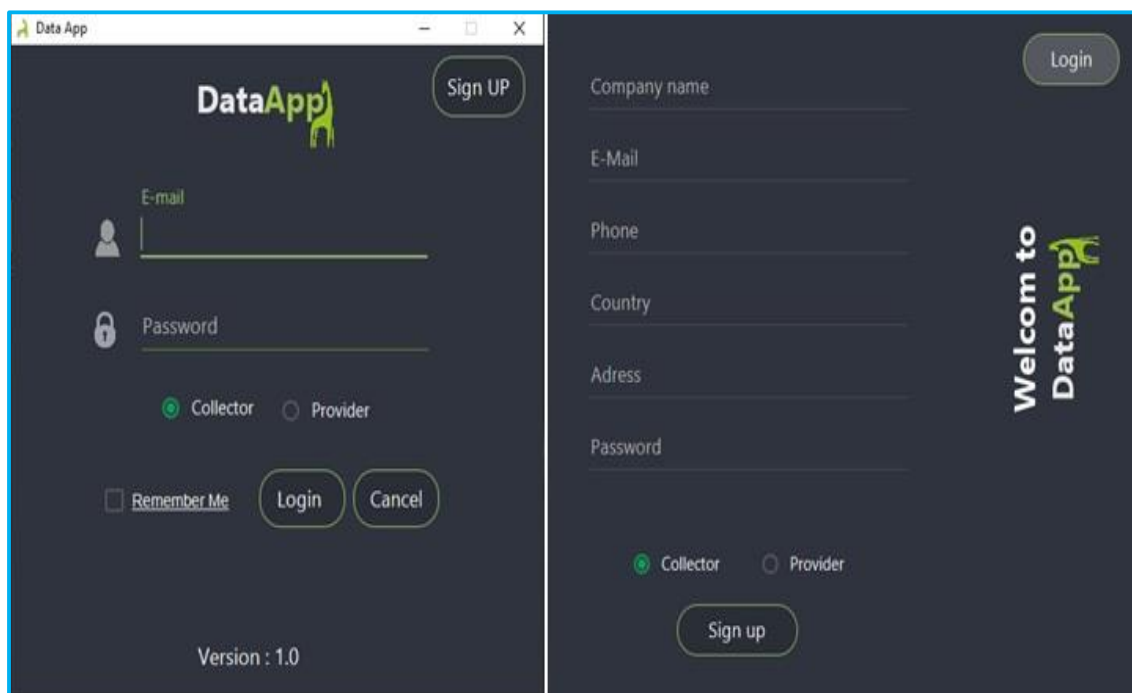 Data App
Sign UP
DataApp
E-mail
Password
Collector Provider
Remember Me Login Cancel
Version : 1.0
Login
Company name
E-Mail
Phone
Country
Adress
Password
Welcom to
DataApp
Collector Provider
Sign up